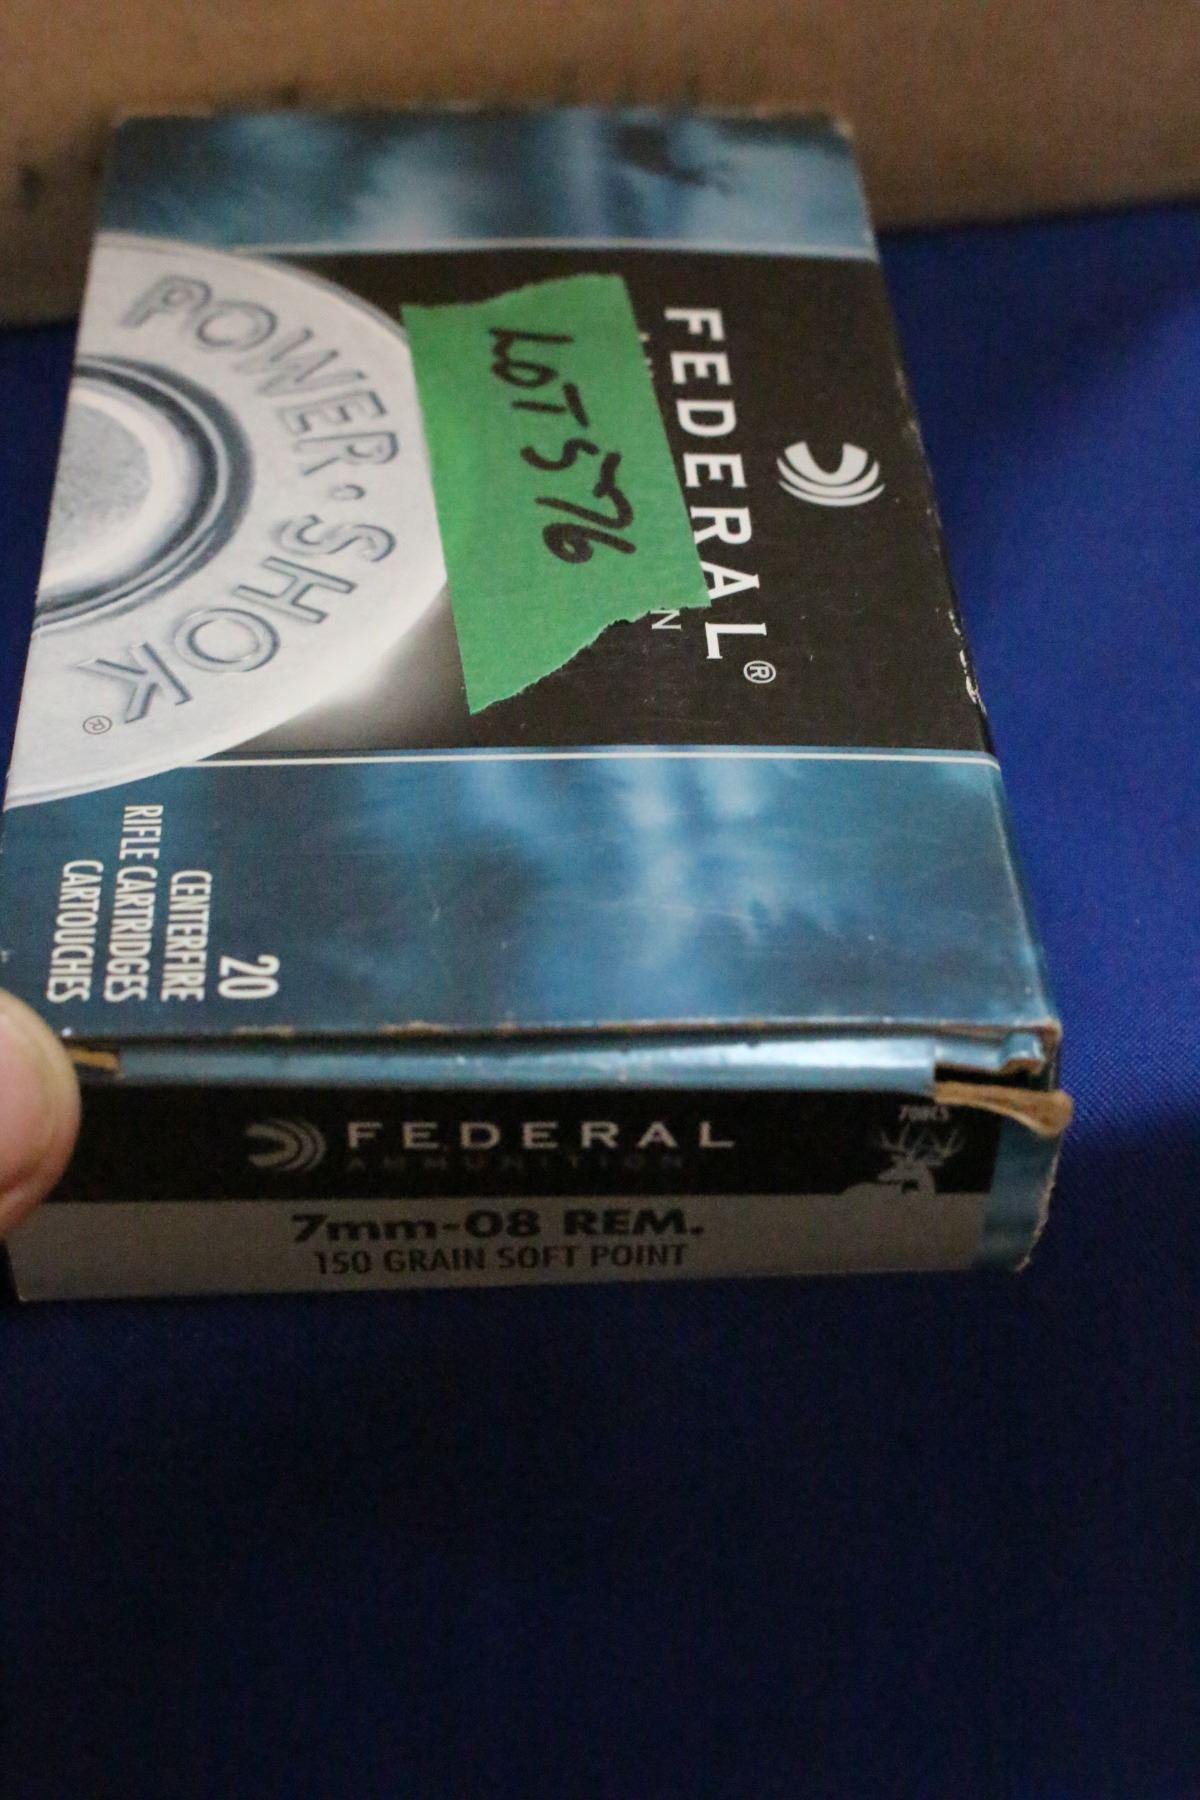 FEDERAL®
LOT 576
POWER·SHOK®
20
CENTERFIRE
RIFLE CARTRIDGES
CARTOUCHES
FEDERAL
AMMUNITION
7mm-08 REM.
150 GRAIN SOFT POINT